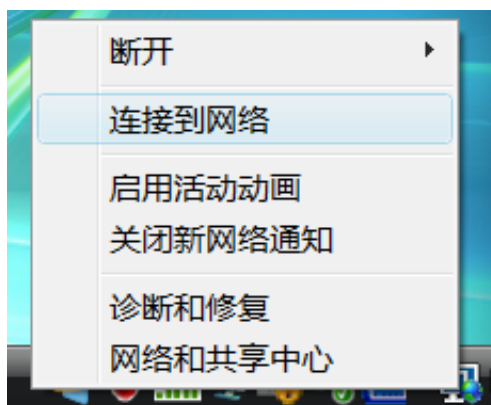 断开
连接到网络
启用活动动画
关闭新网络通知
诊断和修复
网络和共享中心